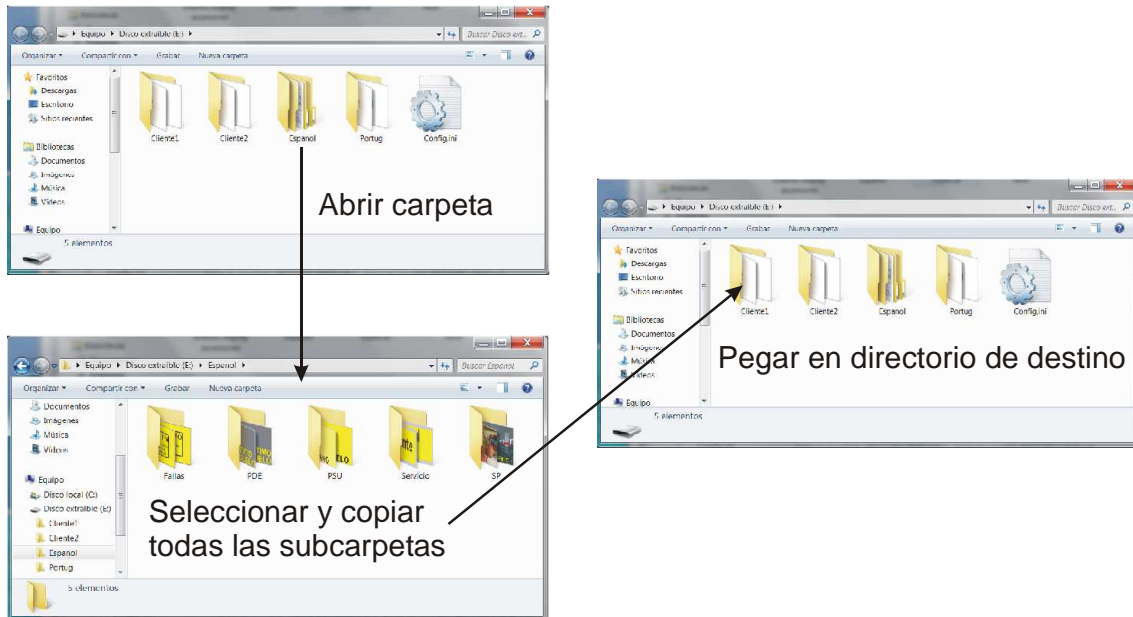 Equipo Disco extraíble (E:)
Buscar Disco ext...
Organizar Compartir con Grabar Nueva carpeta
Favoritos
Descargas
Escritorio
Sitios recientes
Bibliotecas
Documentos
Imágenes
Música
Vídeos
Equipo
Cliente1 Cliente2 Espanol Portug Config.ini
5 elementos
Abrir carpeta
Equipo Disco extraíble (E:) Espanol
Buscar Espanol
Organizar Compartir con Grabar Nueva carpeta
Documentos
Imágenes
Música
Vídeos
Equipo
Disco local (C:)
Disco extraíble (E:)
Cliente1
Cliente2
Espanol
Portug
Fallas PDE PSU Servicio SP
5 elementos
Seleccionar y copiar
todas las subcarpetas
Equipo Disco extraíble (E:)
Buscar Disco ext...
Organizar Compartir con Grabar Nueva carpeta
Favoritos
Descargas
Escritorio
Sitios recientes
Bibliotecas
Documentos
Imágenes
Música
Vídeos
Equipo
Cliente1 Cliente2 Espanol Portug Config.ini
5 elementos
Pegar en directorio de destino